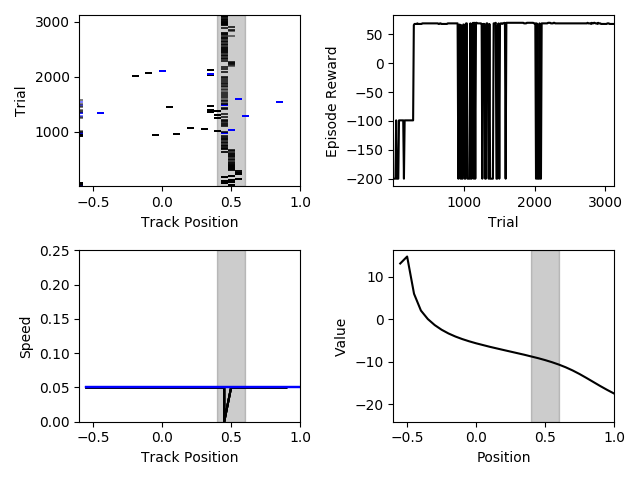 3000
2000
1000
Trial
−0.5 0.0 0.5 1.0
Track Position
50
0
−50
−100
−150
−200
Episode Reward
1000 2000 3000
Trial
0.25
0.20
0.15
0.10
0.05
0.00
Speed
−0.5 0.0 0.5 1.0
Track Position
10
0
−10
−20
Value
−0.5 0.0 0.5 1.0
Position